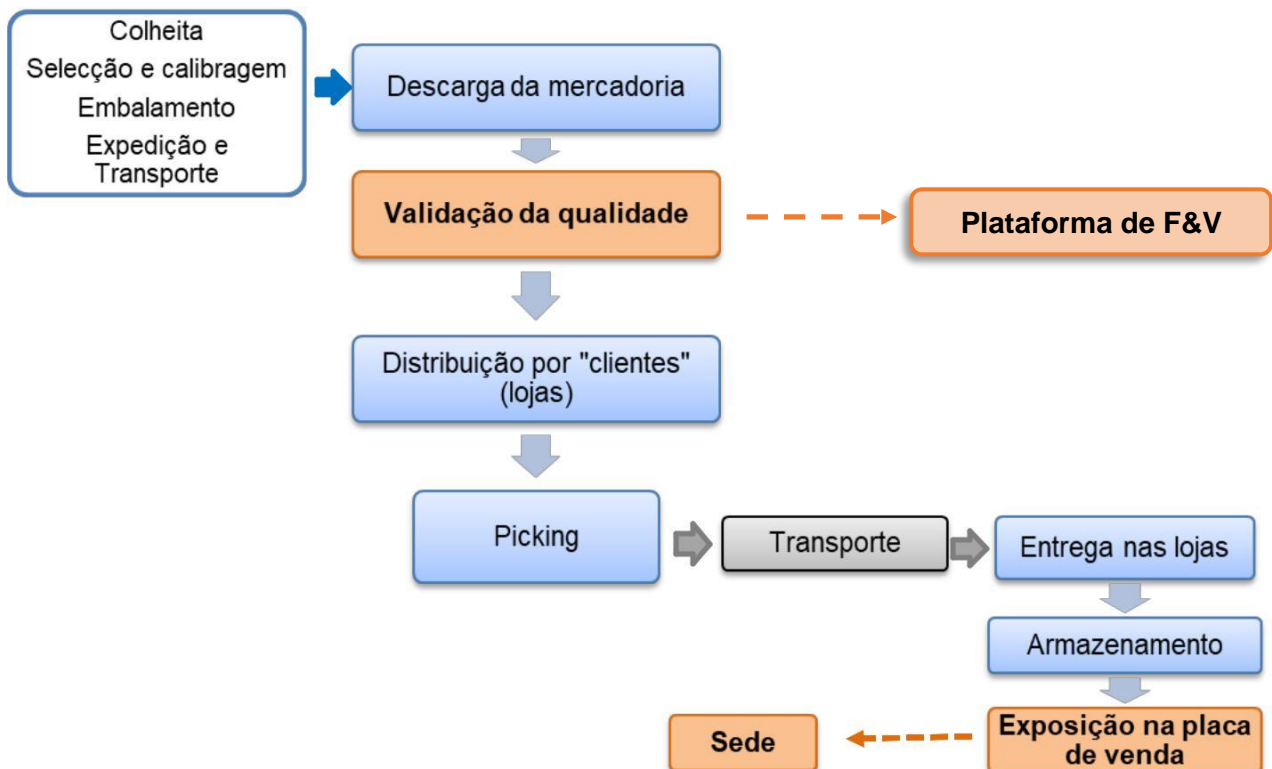 Colheita
Selecção e calibragem
Embalamento
Expedição e
Transporte
Descarga da mercadoria
Validação da qualidade
Plataforma de F&V
Distribuição por "clientes"
(lojas)
Picking
Transporte
Entrega nas lojas
Armazenamento
Exposição na placa
de venda
Sede